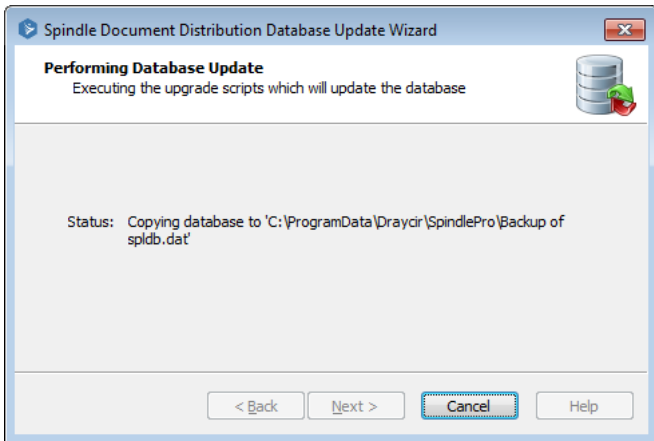 Spindle Document Distribution Database Update Wizard
Performing Database Update
Executing the upgrade scripts which will update the database
Status: Copying database to 'C:\ProgramData\Draycir\SpindlePro\Backup of
spldb.dat'
< Back Next > Cancel Help